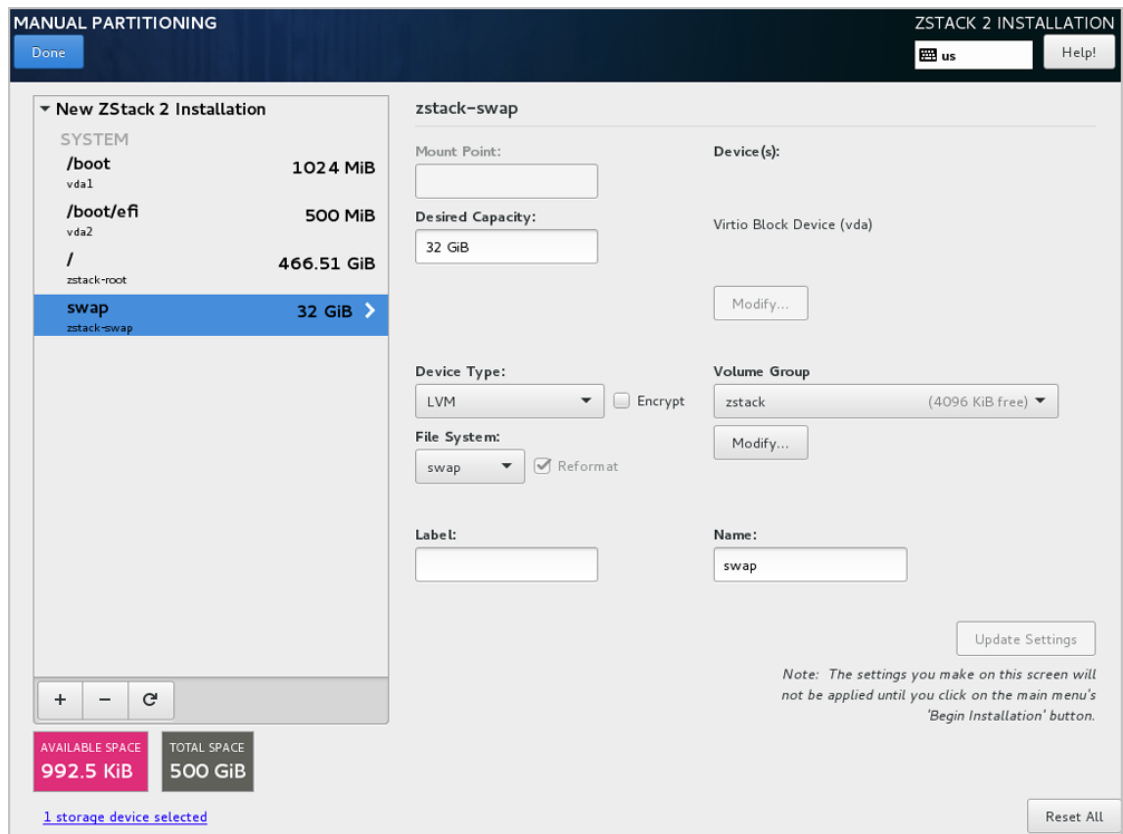 MANUAL PARTITIONING
ZSTACK 2 INSTALLATION
Done
us
Help!
New ZStack 2 Installation
SYSTEM
/boot
1024 MiB
vda1
/boot/efi
500 MiB
vda2
/
466.51 GiB
zstack-root
swap
32 GiB
zstack-swap
zstack-swap
Mount Point:
Device(s):
Desired Capacity:
32 GiB
Virtio Block Device (vda)
Modify...
Device Type:
Volume Group
LVM
Encrypt
zstack (4096 KiB free)
File System:
Modify...
swap
Reformat
Label:
Name:
swap
Update Settings
Note: The settings you make on this screen will
not be applied until you click on the main menu's
'Begin Installation' button.
+ −
AVAILABLE SPACE
992.5 KiB
TOTAL SPACE
500 GiB
1 storage device selected
Reset All